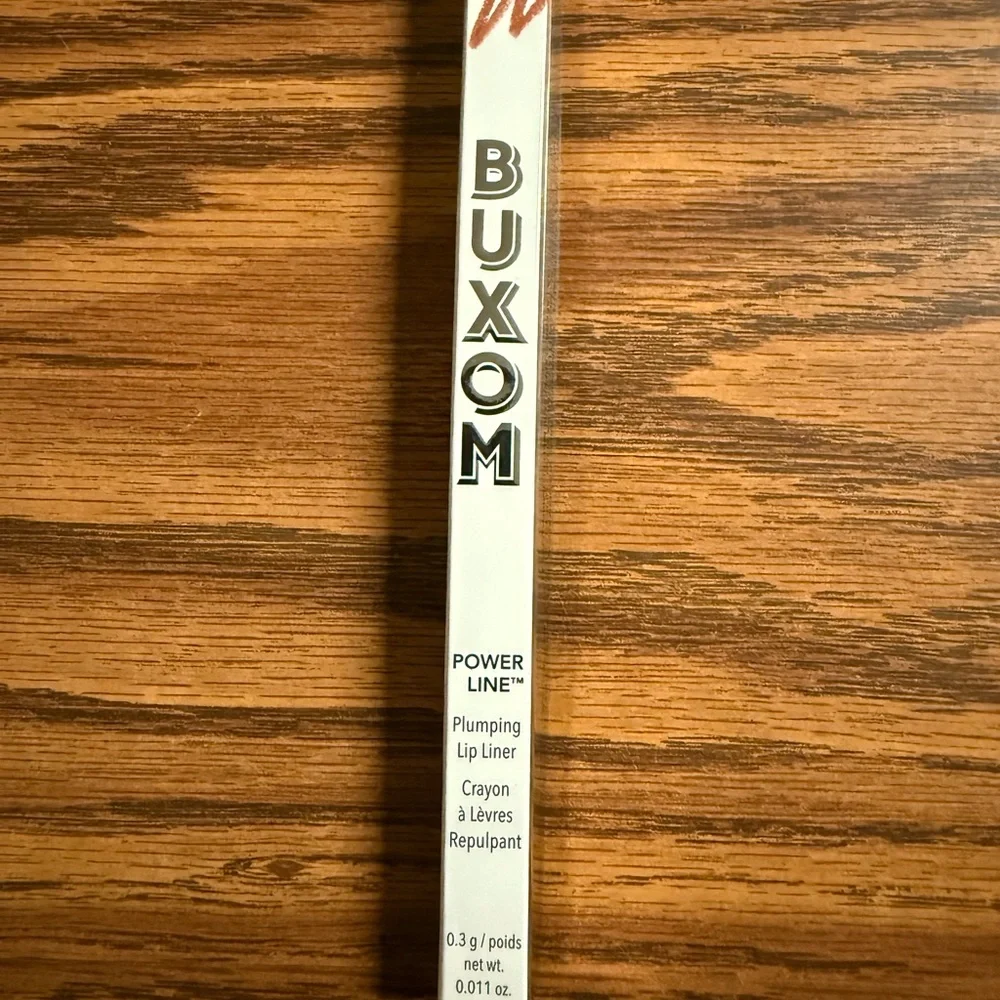 BUXOM
POWER
LINE™
Plumping
Lip Liner
Crayon
à Lèvres
Repulpant
0.3 g / poids
net wt.
0.011 oz.